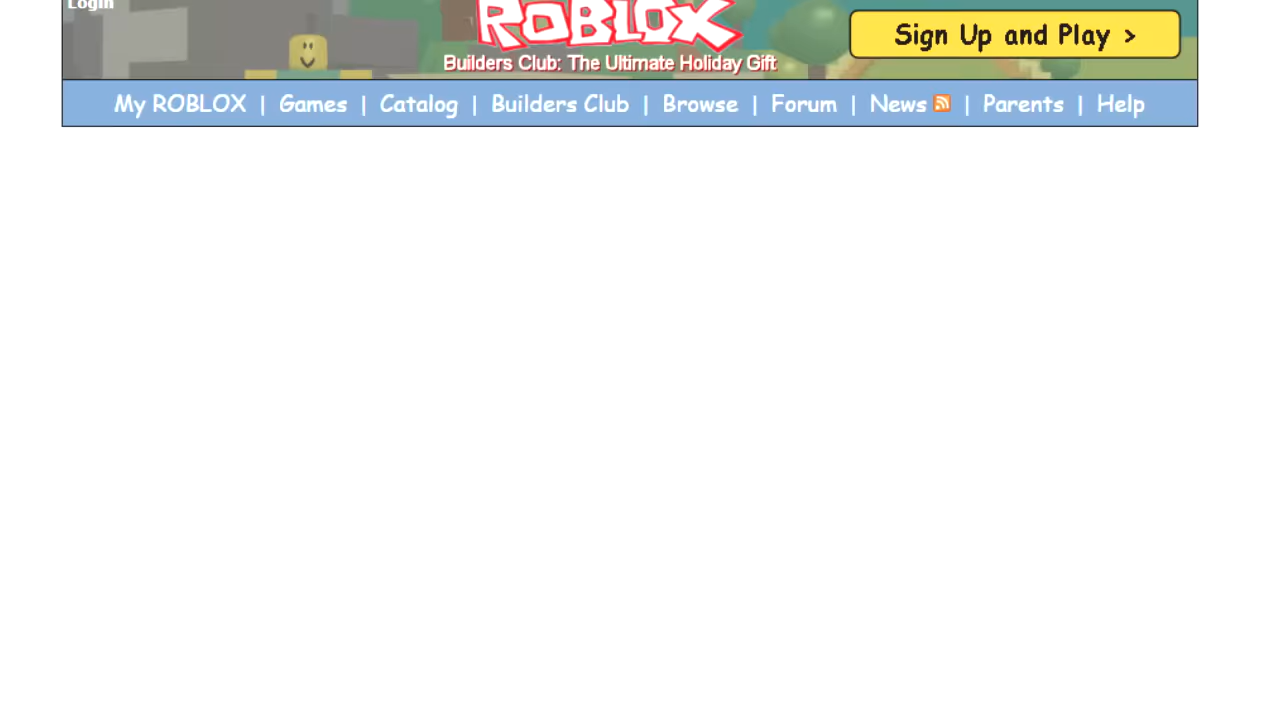 Login
ROBLOX
Builders Club: The Ultimate Holiday Gift
Sign Up and Play >
My ROBLOX | Games | Catalog | Builders Club | Browse | Forum | News | Parents | Help